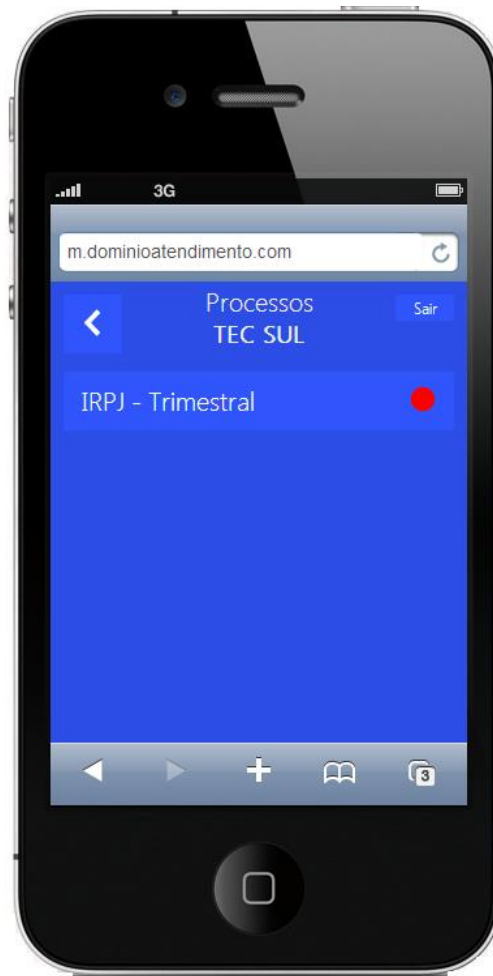 3G
m.dominioatendimento.com
Processos
Sair
TEC SUL
IRPJ - Trimestral
3